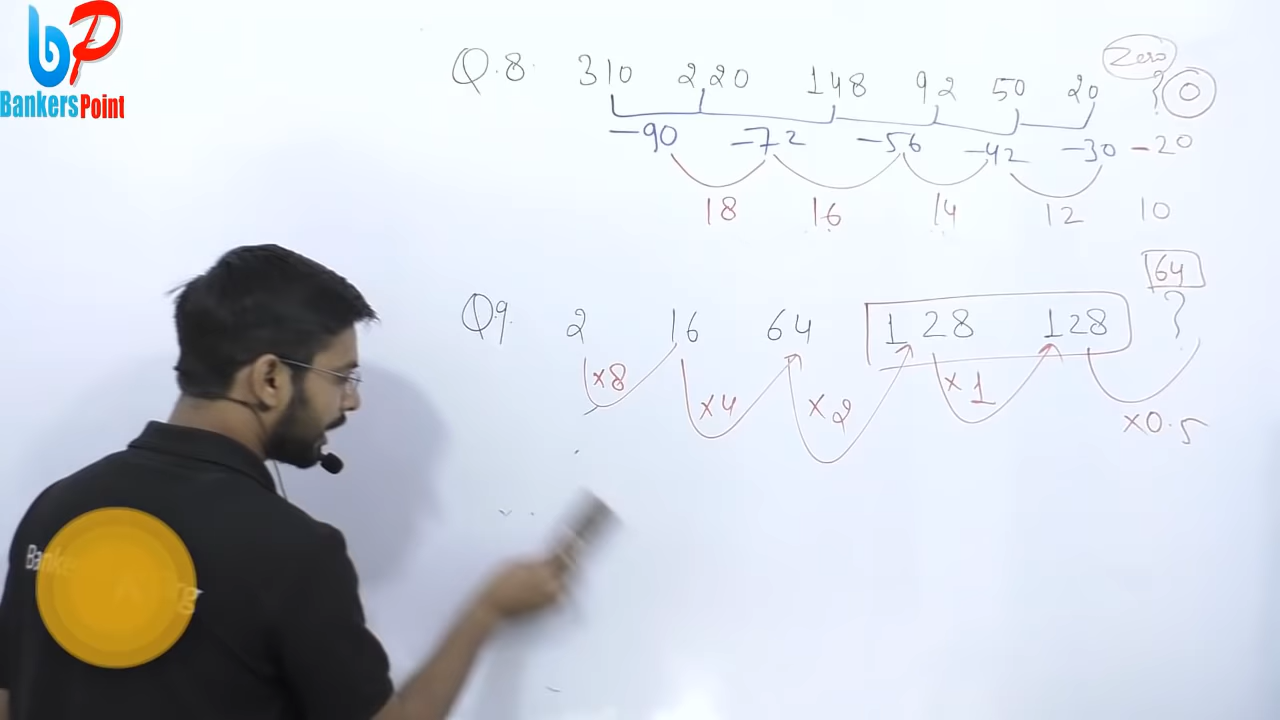 bp
BankersPoint
Zero
Q.8. 310 220 148 92 50 20 ? 0
-90 -72 -56 -42 -30 -20
18 16 14 12 10
64
Q9. 2 16 64 128 128 ?
×8 ×4 ×2 ×1 ×0.5